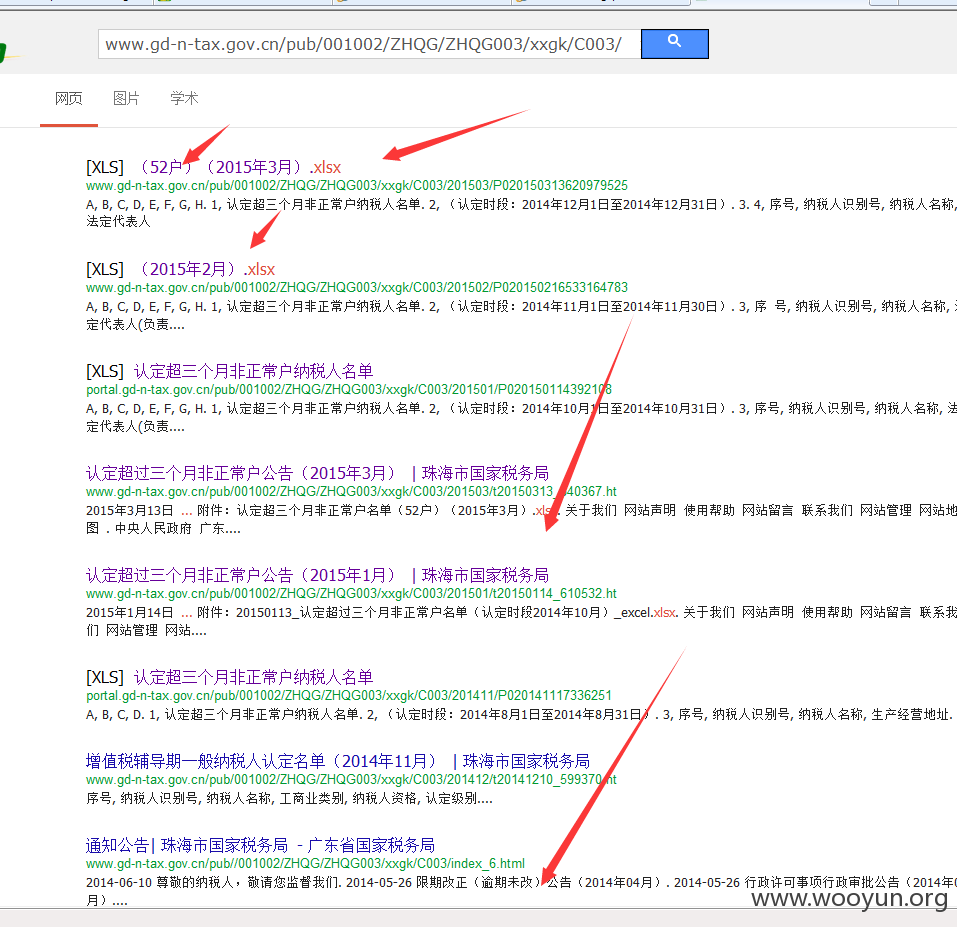 www.gd-n-tax.gov.cn/pub/001002/ZHQG/ZHQG003/xxgk/C003/
网页 图片 学术
[XLS] （52户）（2015年3月）.xlsx
www.gd-n-tax.gov.cn/pub/001002/ZHQG/ZHQG003/xxgk/C003/201503/P020150313620979525
A, B, C, D, E, F, G, H. 1, 认定超三个月非正常户纳税人名单. 2, （认定时段：2014年12月1日至2014年12月31日）. 3. 4, 序号, 纳税人识别号, 纳税人名称,
法定代表人
[XLS] （2015年2月）.xlsx
www.gd-n-tax.gov.cn/pub/001002/ZHQG/ZHQG003/xxgk/C003/201502/P020150216533164783
A, B, C, D, E, F, G, H. 1, 认定超三个月非正常户纳税人名单. 2, （认定时段：2014年11月1日至2014年11月30日）. 3, 序 号, 纳税人识别号, 纳税人名称,
定代表人(负责....
[XLS] 认定超三个月非正常户纳税人名单
portal.gd-n-tax.gov.cn/pub/001002/ZHQG/ZHQG003/xxgk/C003/201501/P020150114392108
A, B, C, D, E, F, G, H. 1, 认定超三个月非正常户纳税人名单. 2, （认定时段：2014年10月1日至2014年10月31日）. 3, 序号, 纳税人识别号, 纳税人名称, 法
定代表人(负责....
认定超过三个月非正常户公告（2015年3月） | 珠海市国家税务局
www.gd-n-tax.gov.cn/pub/001002/ZHQG/ZHQG003/xxgk/C003/201503/t20150313_ 40367.ht
2015年3月13日 ... 附件：认定超三个月非正常户名单（52户）（2015年3月）.xls 关于我们 网站声明 使用帮助 网站留言 联系我们 网站管理 网站地
图 . 中央人民政府 广东....
认定超过三个月非正常户公告（2015年1月） | 珠海市国家税务局
www.gd-n-tax.gov.cn/pub/001002/ZHQG/ZHQG003/xxgk/C003/201501/t20150114_610532.ht
2015年1月14日 ... 附件：20150113_认定超过三个月非正常户名单（认定时段2014年10月）_excel.xlsx. 关于我们 网站声明 使用帮助 网站留言 联系我
们 网站管理 网站....
[XLS] 认定超三个月非正常户纳税人名单
portal.gd-n-tax.gov.cn/pub/001002/ZHQG/ZHQG003/xxgk/C003/201411/P020141117336251
A, B, C, D. 1, 认定超三个月非正常户纳税人名单. 2, （认定时段：2014年8月1日至2014年8月31日）. 3, 序号, 纳税人识别号, 纳税人名称, 生产经营地址.
增值税辅导期一般纳税人认定名单（2014年11月） | 珠海市国家税务局
www.gd-n-tax.gov.cn/pub/001002/ZHQG/ZHQG003/xxgk/C003/201412/t20141210_599370.ht
序号, 纳税人识别号, 纳税人名称, 工商业类别, 纳税人资格, 认定级别....
通知公告| 珠海市国家税务局 - 广东省国家税务局
www.gd-n-tax.gov.cn/pub//001002/ZHQG/ZHQG003/xxgk/C003/index_6.html
2014-06-10 尊敬的纳税人，敬请您监督我们. 2014-05-26 限期改正（逾期未改）公告（2014年04月）. 2014-05-26 行政许可事项行政审批公告（2014年0
月）....
www.wooyun.org